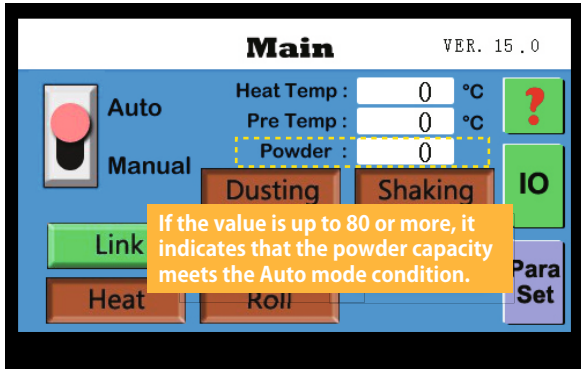 Main VER. 15.0
Auto
Manual
Heat Temp : 0 °C
Pre Temp : 0 °C
Powder : 0
?
IO
Dusting Shaking
If the value is up to 80 or more, it
indicates that the powder capacity
meets the Auto mode condition.
Link
Heat Roll
Para
Set